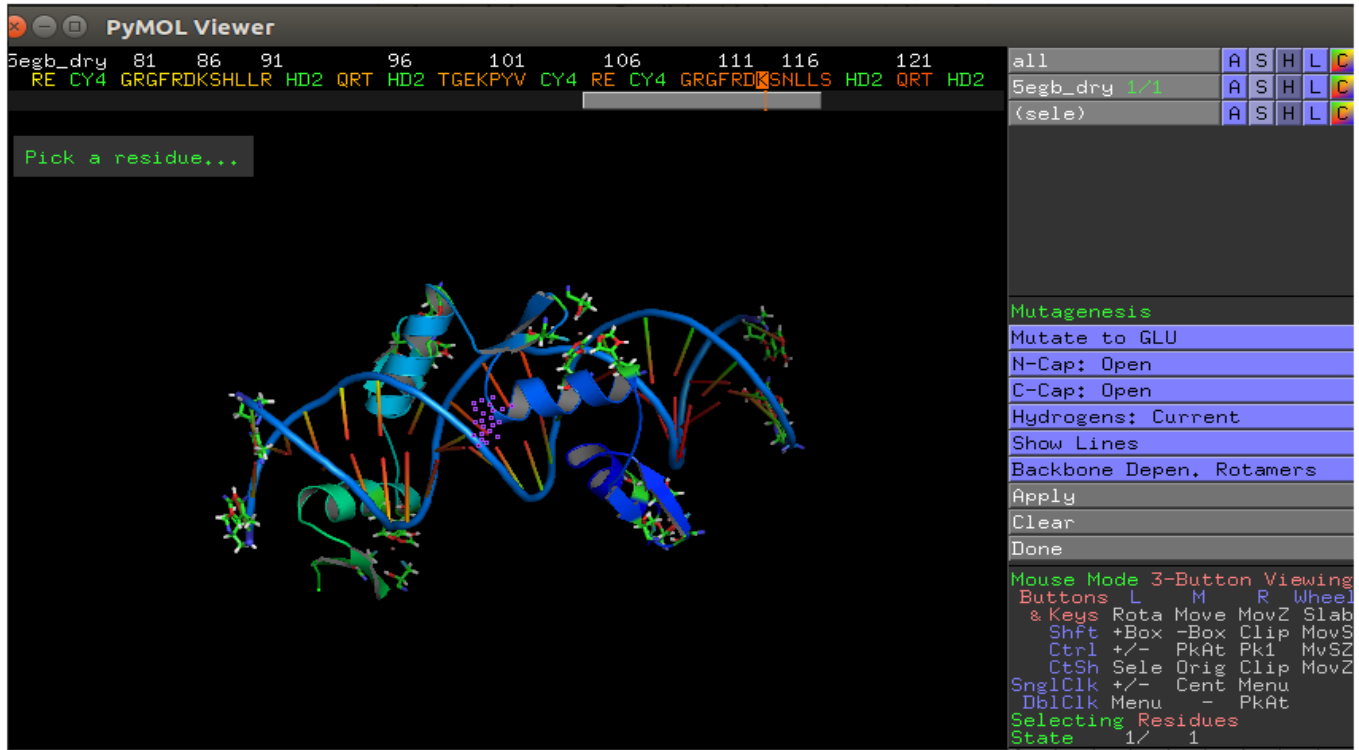 PyMOL Viewer
5egb_dry 81 86 91 96 101 106 111 116 121
RE CY4 GRGFRDKSHLLR HD2 QRT HD2 TGEKPYV CY4 RE CY4 GRGFRDKSNLLS HD2 QRT HD2
Pick a residue...
all A S H L C
5egb_dry 1/1 A S H L C
(sele) A S H L C
Mutagenesis
Mutate to GLU
N-Cap: Open
C-Cap: Open
Hydrogens: Current
Show Lines
Backbone Depen. Rotamers
Apply
Clear
Done
Mouse Mode 3-Button Viewing
Buttons L M R Wheel
& Keys Rota Move MovZ Slab
Shft +Box -Box Clip MovS
Ctrl +/- PkAt Pk1 MvSZ
CtSh Sele Orig Clip MovZ
SnglClk +/- Cent Menu
DblClk Menu - PkAt
Selecting Residues
State 1/ 1